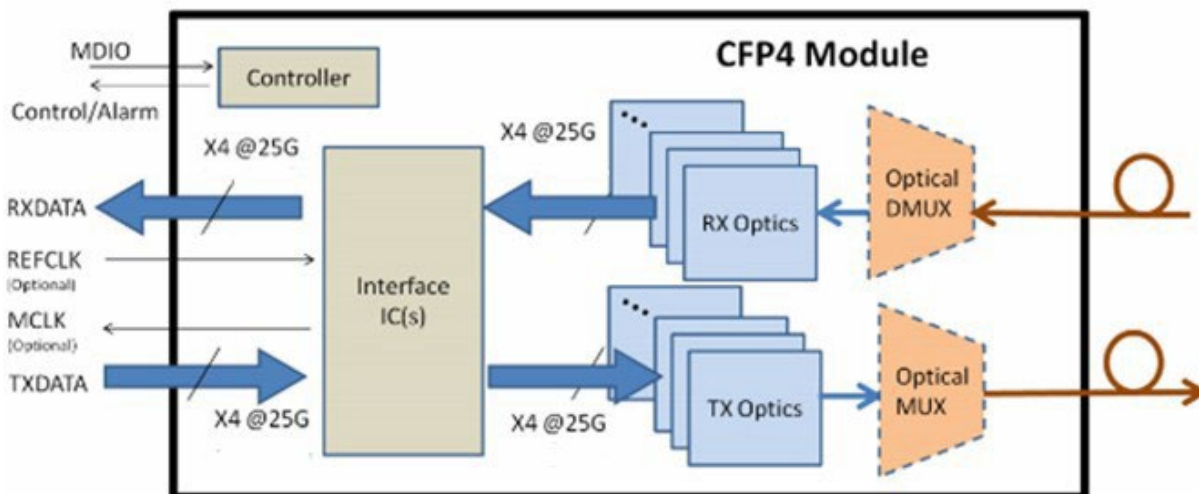 MDIO
Control/Alarm
Controller
CFP4 Module
X4 @25G
X4 @25G
RXDATA
REFCLK
(Optional)
MCLK
(Optional)
TXDATA
Interface
IC(s)
RX Optics
Optical
DMUX
TX Optics
Optical
MUX
X4 @25G
X4 @25G